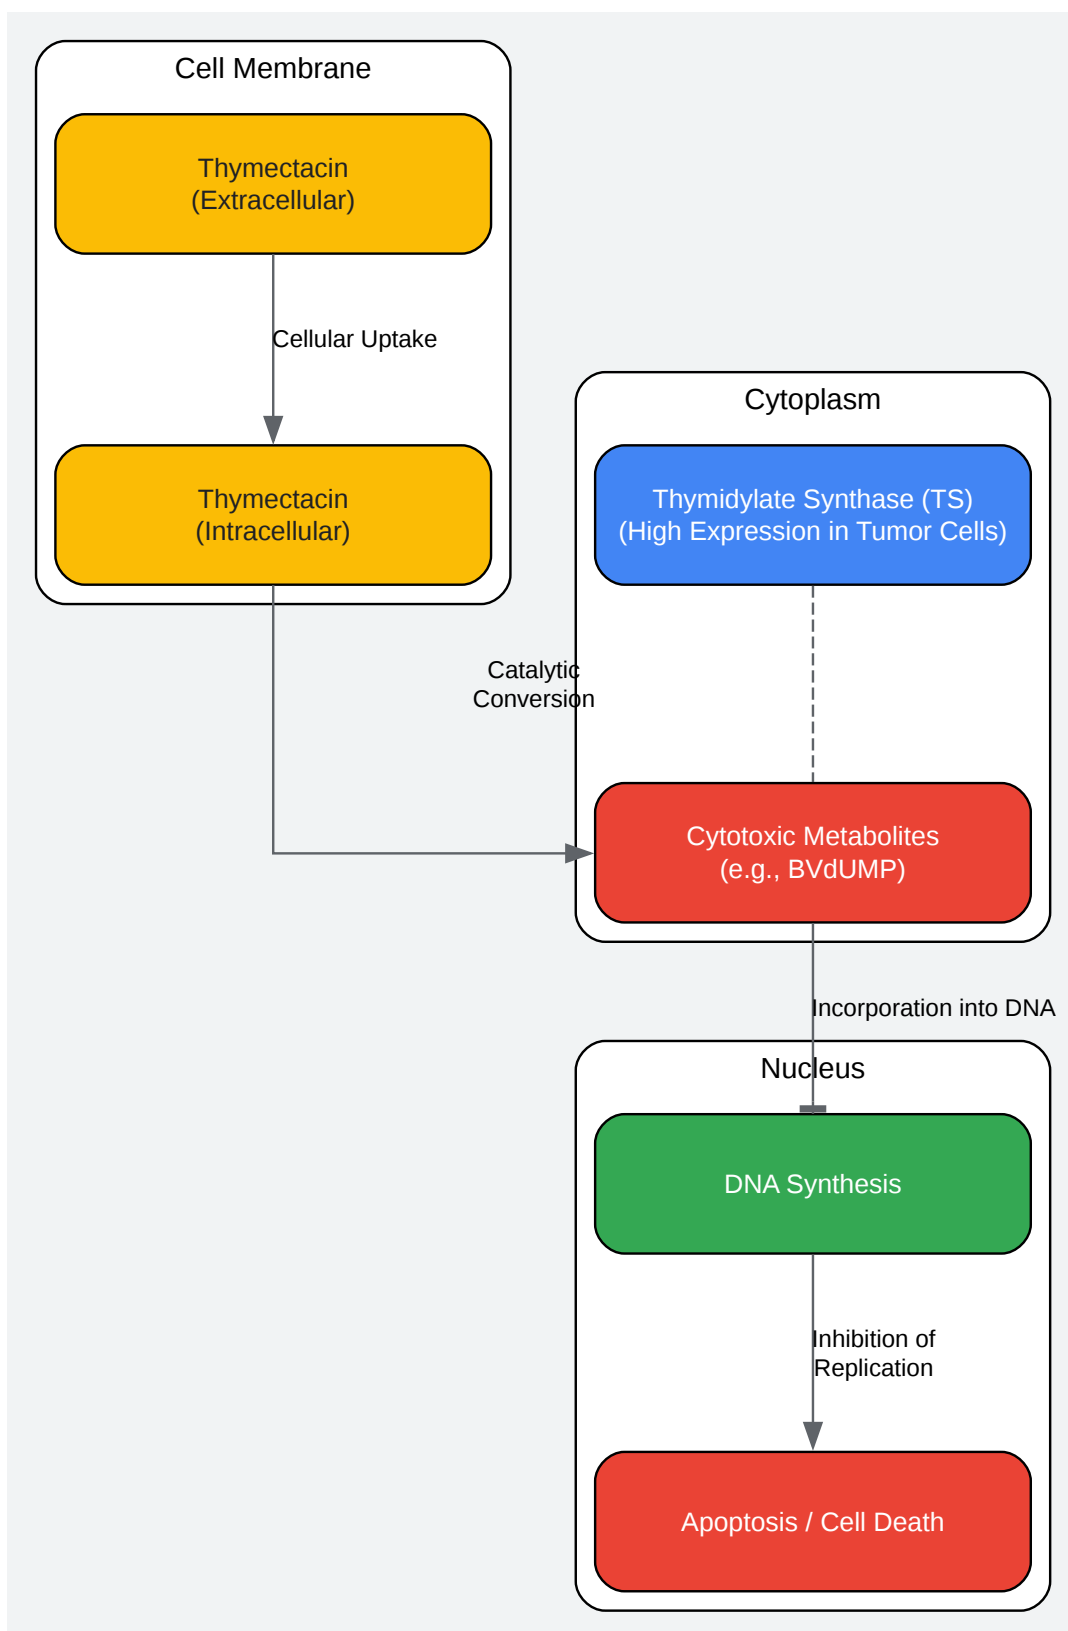 Cell Membrane
Thymectacin
(Extracellular)
Cellular Uptake
Thymectacin
(Intracellular)
Cytoplasm
Thymidylate Synthase (TS)
(High Expression in Tumor Cells)
Catalytic
Conversion
Cytotoxic Metabolites
(e.g., BVdUMP)
Incorporation into DNA
Nucleus
DNA Synthesis
Inhibition of
Replication
Apoptosis / Cell Death